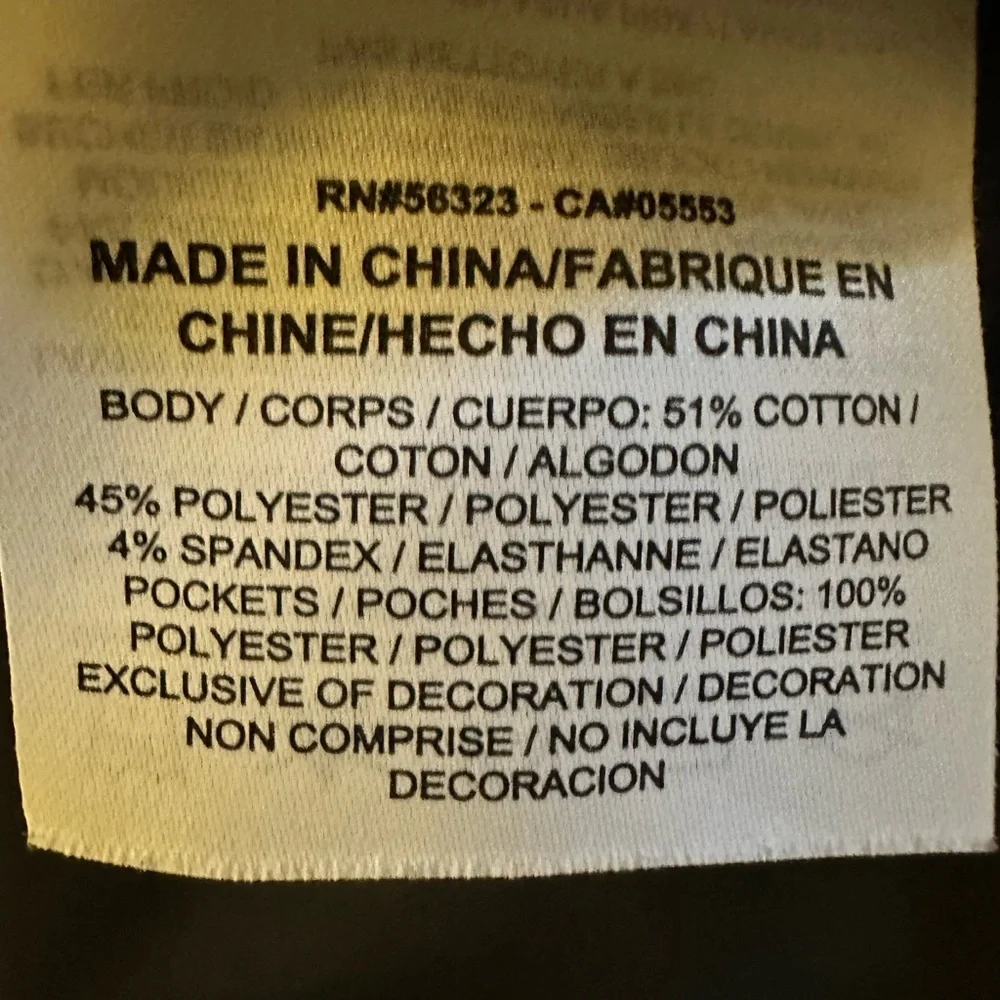 RN#56323 - CA#05553
MADE IN CHINA/FABRIQUE EN
CHINE/HECHO EN CHINA
BODY / CORPS / CUERPO: 51% COTTON /
COTON / ALGODON
45% POLYESTER / POLYESTER / POLIESTER
4% SPANDEX / ELASTHANNE / ELASTANO
POCKETS / POCHES / BOLSILLOS: 100%
POLYESTER / POLYESTER / POLIESTER
EXCLUSIVE OF DECORATION / DECORATION
NON COMPRISE / NO INCLUYE LA
DECORACION